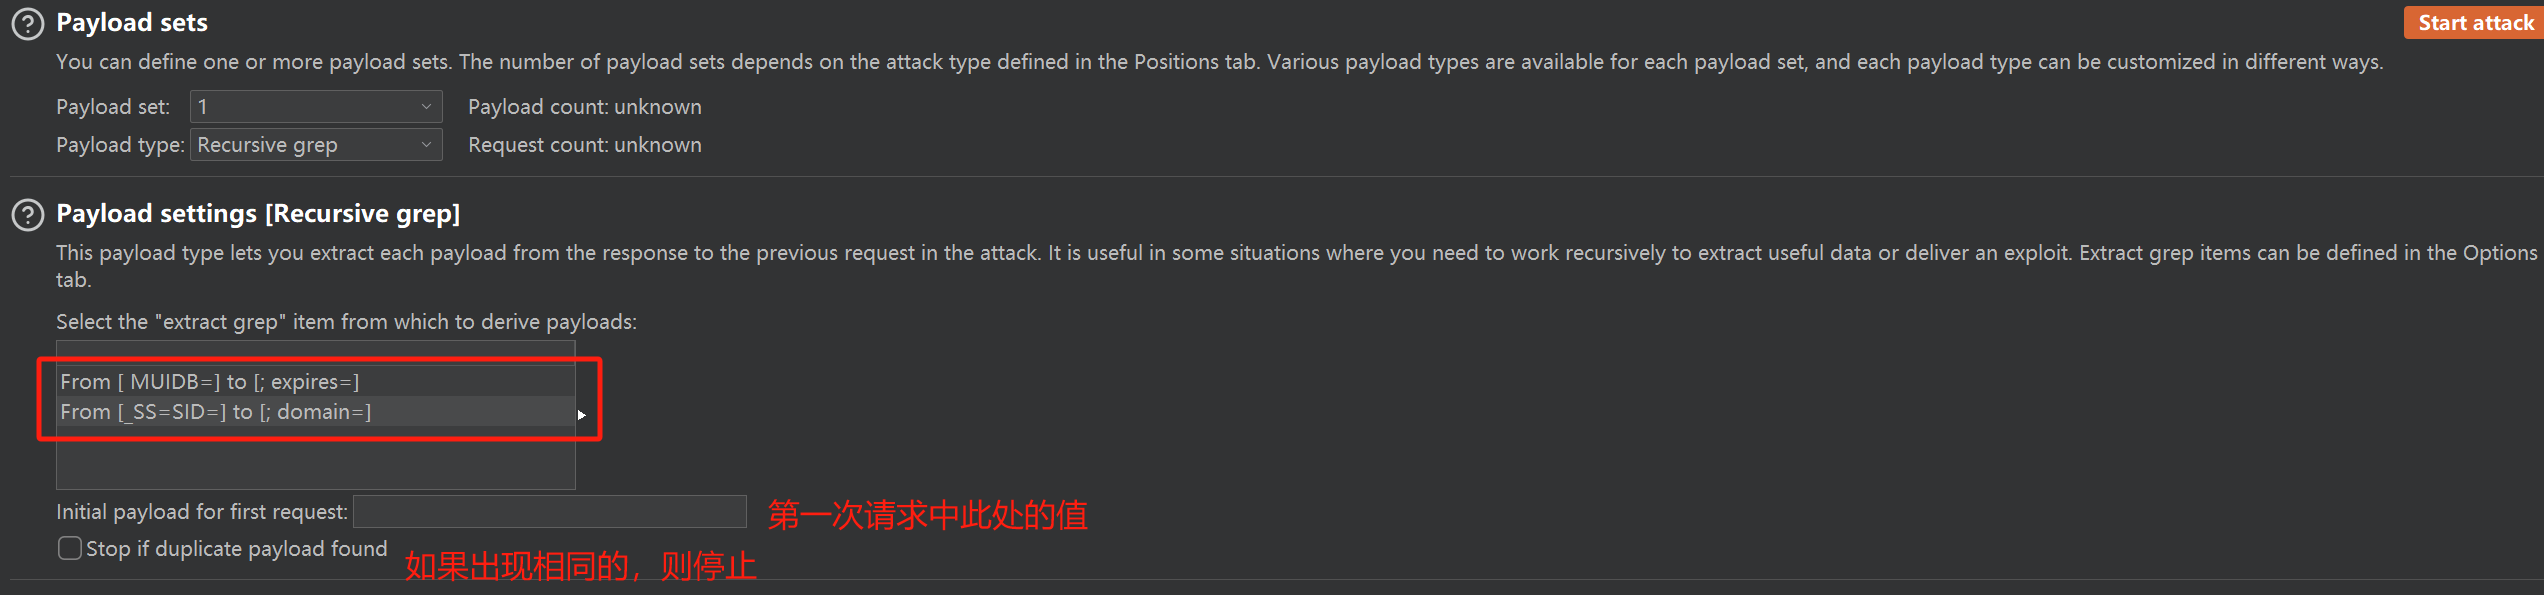 Payload sets
Start attack
You can define one or more payload sets. The number of payload sets depends on the attack type defined in the Positions tab. Various payload types are available for each payload set, and each payload type can be customized in different ways.
Payload set: 1 Payload count: unknown
Payload type: Recursive grep Request count: unknown
Payload settings [Recursive grep]
This payload type lets you extract each payload from the response to the previous request in the attack. It is useful in some situations where you need to work recursively to extract useful data or deliver an exploit. Extract grep items can be defined in the Options
tab.
Select the "extract grep" item from which to derive payloads:
From [ MUIDB=] to [; expires=]
From [_SS=SID=] to [; domain=]
Initial payload for first request: 第一次请求中此处的值
Stop if duplicate payload found 如果出现相同的，则停止